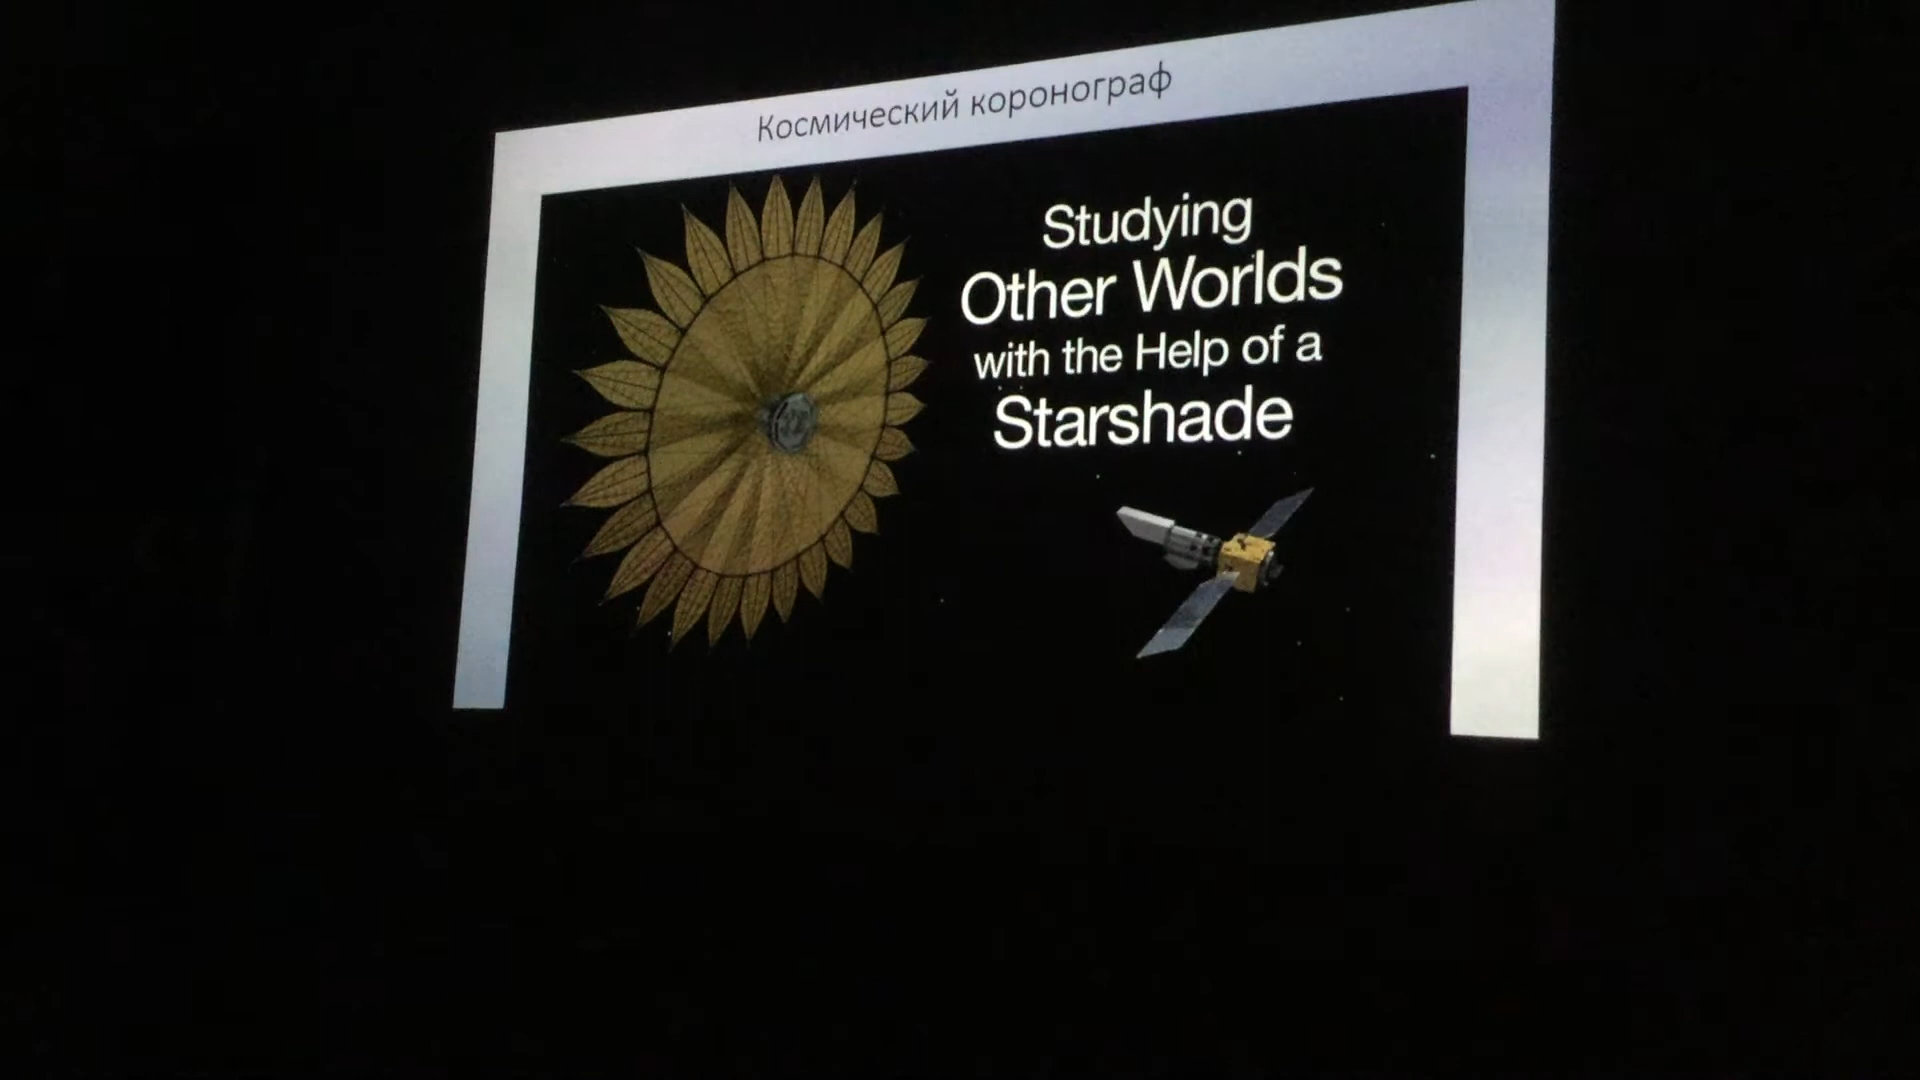 Космический коронограф
Studying
Other Worlds
with the Help of a
Starshade